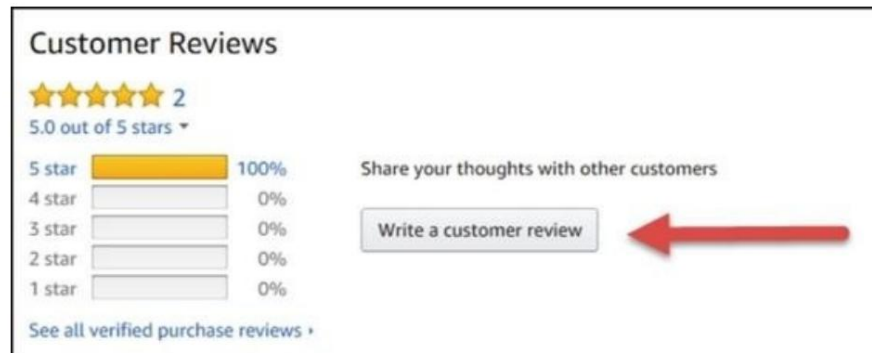 Customer Reviews
2
5.0 out of 5 stars
5 star 100%
Share your thoughts with other customers
4 star 0%
3 star 0%
Write a customer review
2 star 0%
1 star 0%
See all verified purchase reviews ›